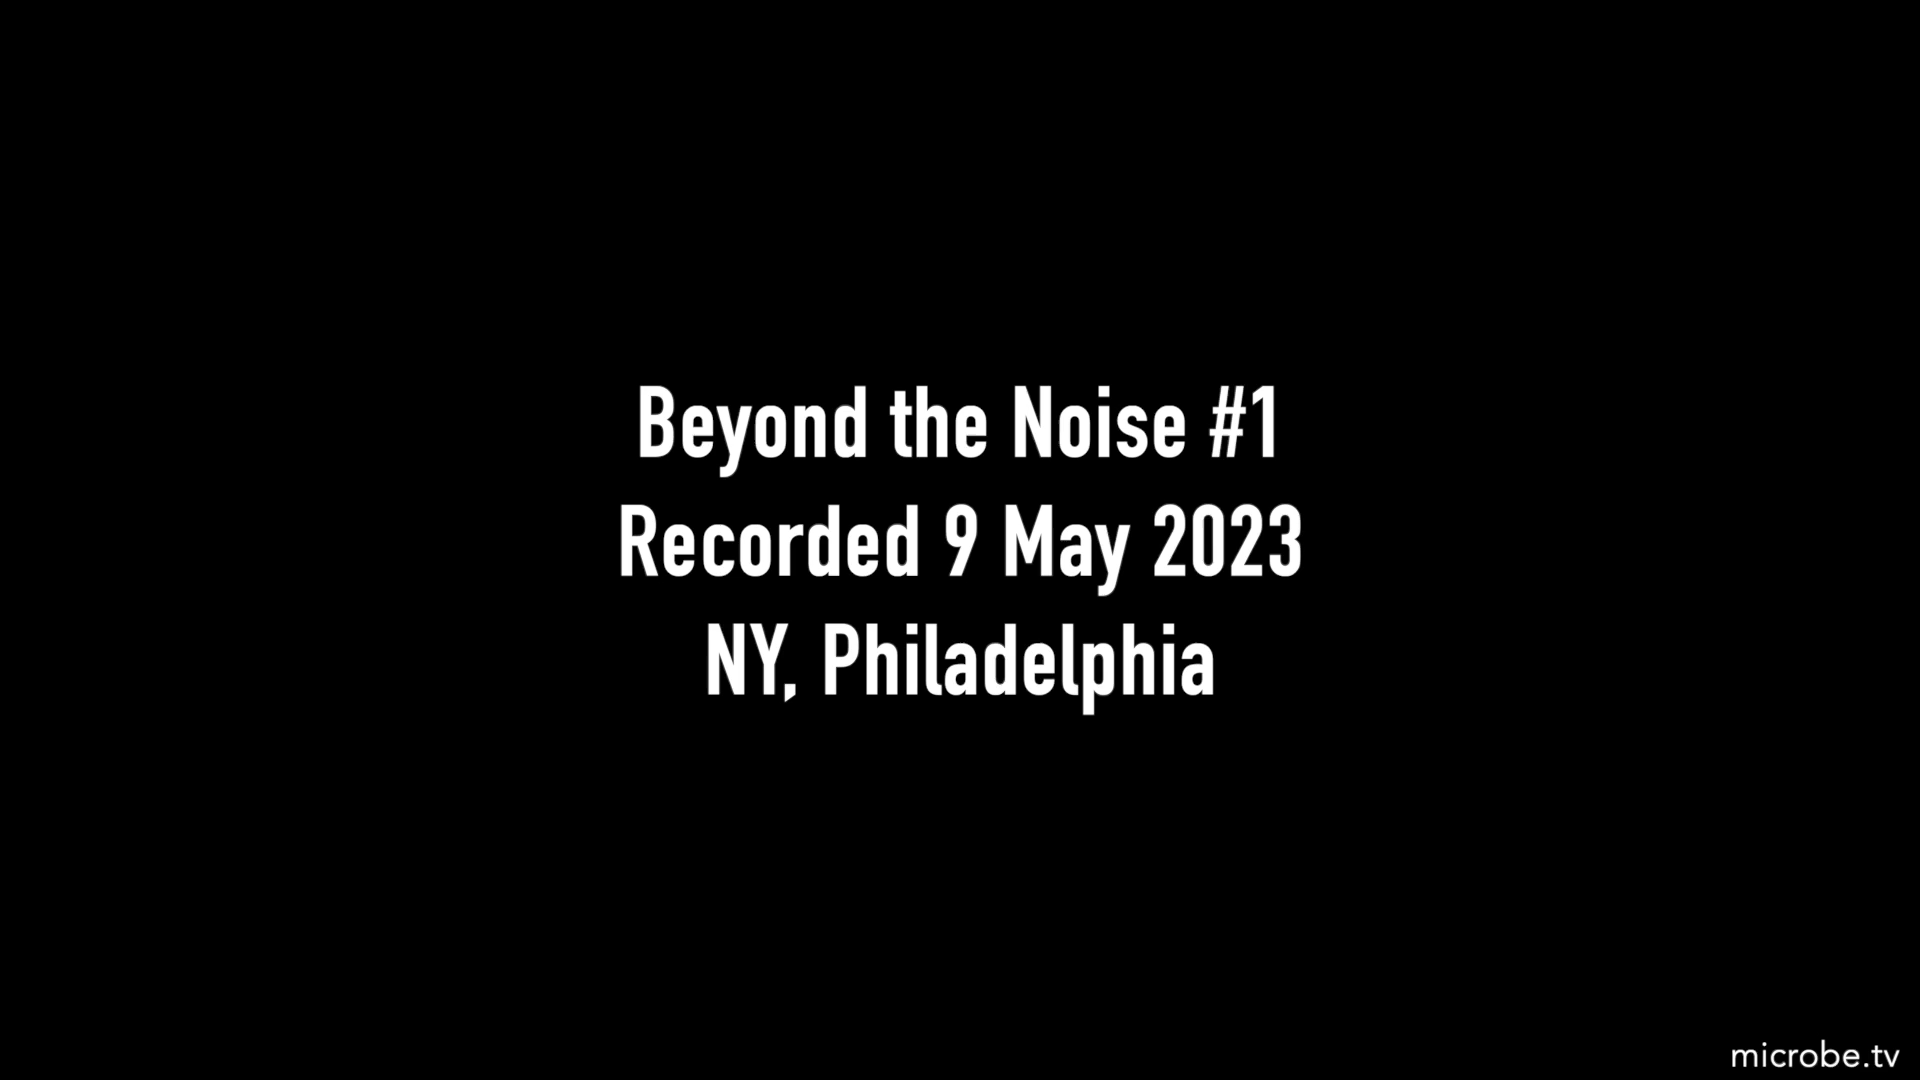 Beyond the Noise #1
Recorded 9 May 2023
NY, Philadelphia
microbe.tv